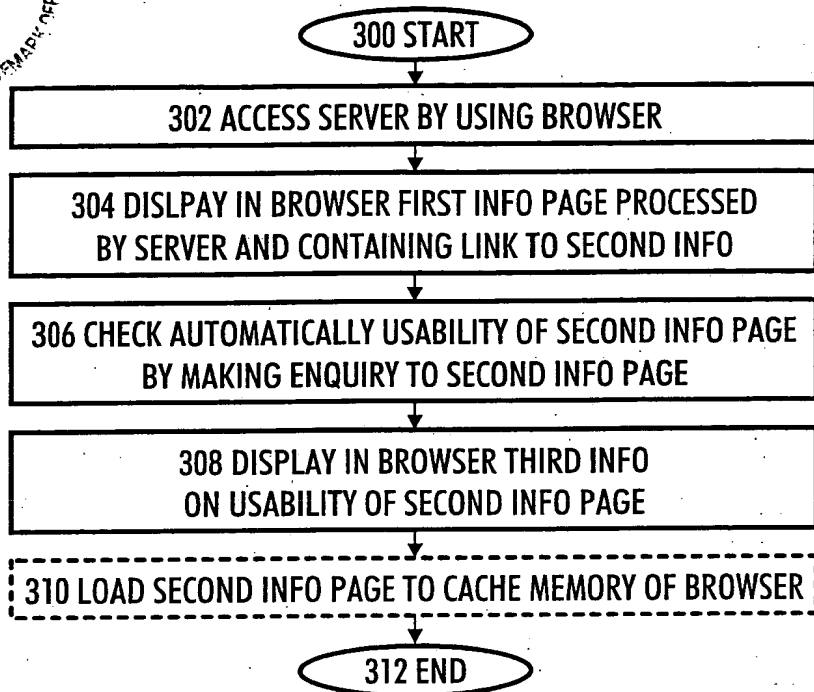 300 START
302 ACCESS SERVER BY USING BROWSER
304 DISLPAY IN BROWSER FIRST INFO PAGE PROCESSED
BY SERVER AND CONTAINING LINK TO SECOND INFO
306 CHECK AUTOMATICALLY USABILITY OF SECOND INFO PAGE
BY MAKING ENQUIRY TO SECOND INFO PAGE
308 DISPLAY IN BROWSER THIRD INFO
ON USABILITY OF SECOND INFO PAGE
310 LOAD SECOND INFO PAGE TO CACHE MEMORY OF BROWSER
312 END